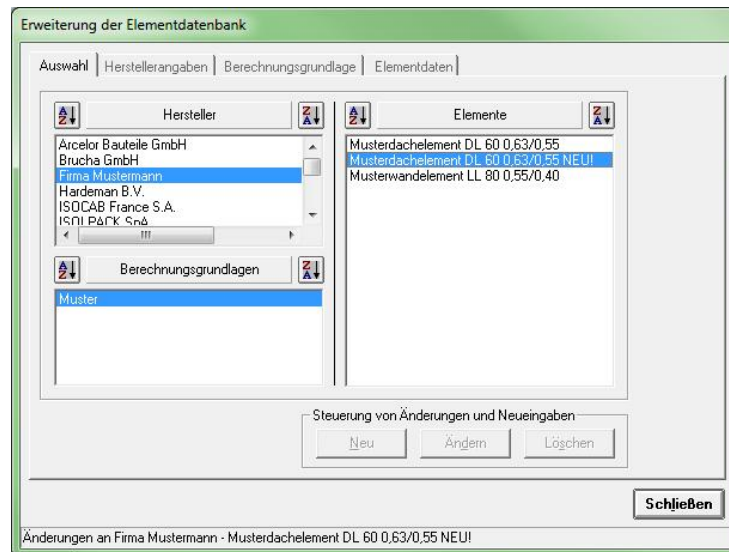 Erweiterung der Elementdatenbank
Auswahl Herstellerangaben Berechnungsgrundlage Elementdaten
Hersteller
Arcelor Bauteile GmbH
Brucha GmbH
Firma Mustermann
Hardeman B.V.
ISOCAB France S.A.
ISOLPACK SpA
Berechnungsgrundlagen
Muster
Elemente
Musterdachelement DL 60 0,63/0,55
Musterdachelement DL 60 0,63/0,55 NEU!
Musterwandelement LL 80 0,55/0,40
Steuerung von Änderungen und Neueingaben
Neu Ändern Löschen
Schließen
Änderungen an Firma Mustermann - Musterdachelement DL 60 0,63/0,55 NEU!